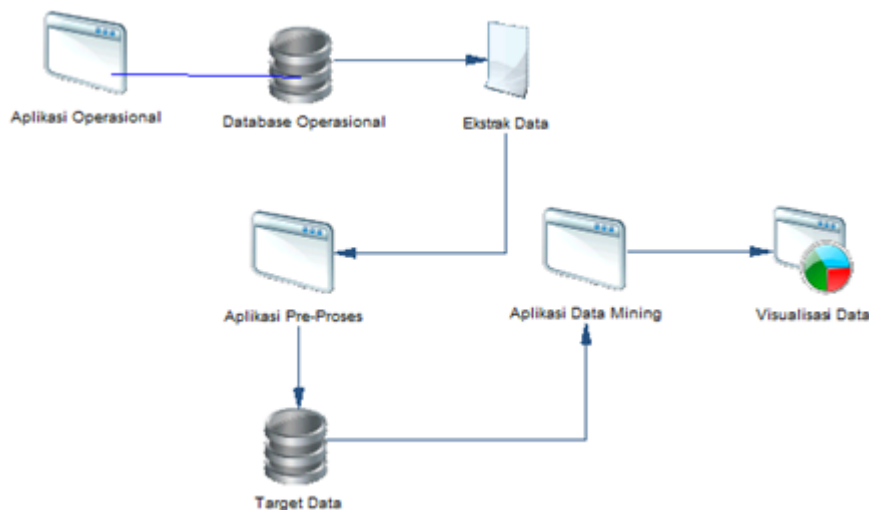 Aplikasi Operasional
Database Operasional
Ekstrak Data
Aplikasi Pre-Proses
Aplikasi Data Mining
Visualisasi Data
Target Data